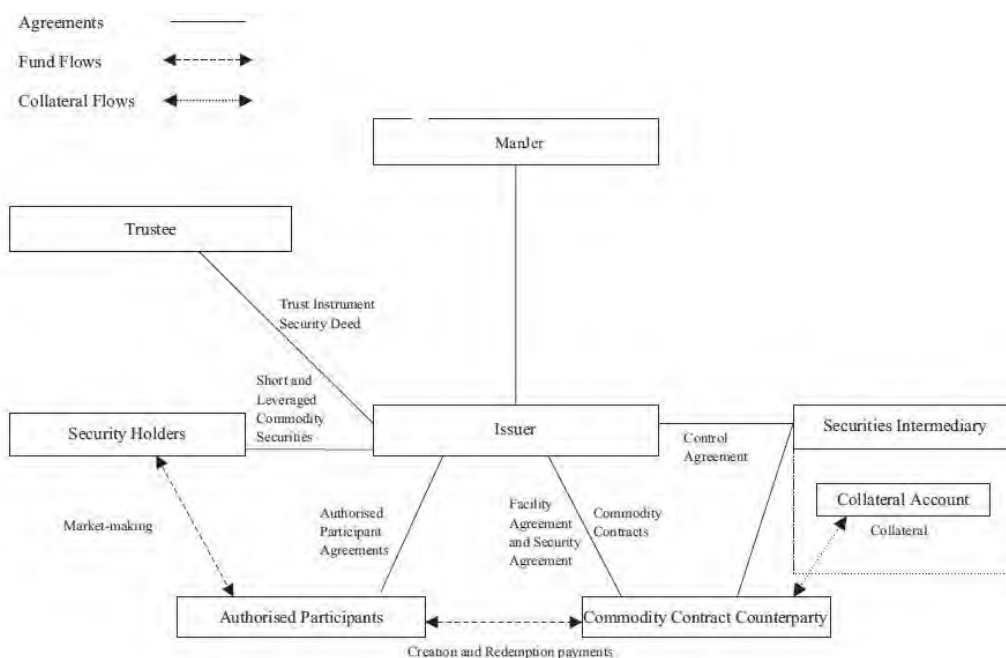 Agreements
Fund Flows
Collateral Flows
ManJer
Trustee
Trust Instrument
Security Deed
Short and
Leveraged
Commodity
Securities
Security Holders
Issuer
Control
Agreement
Securities Intermediary
Collateral Account
Collateral
Market-making
Authorised
Participant
Agreements
Facility
Agreement
and Security
Agreement
Commodity
Contracts
Authorised Participants
Commodity Contract Counterparty
Creation and Redemption payments